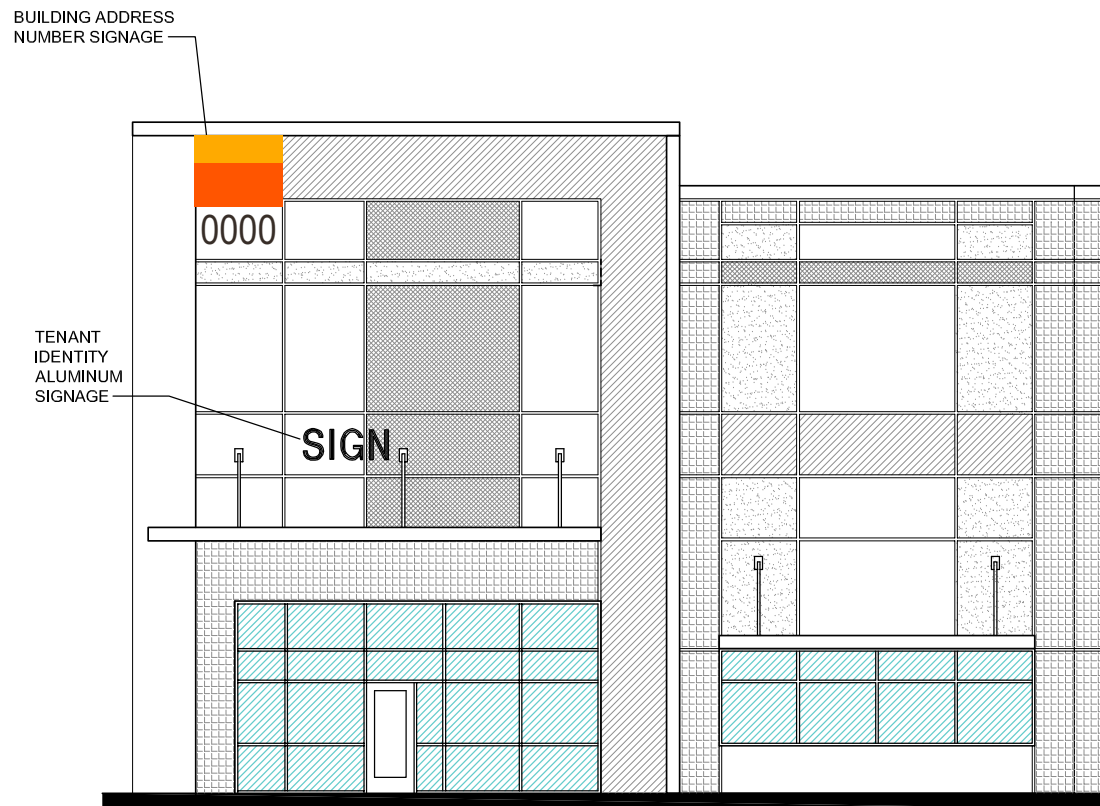 BUILDING ADDRESS
NUMBER SIGNAGE
0000
TENANT
IDENTITY
ALUMINUM
SIGNAGE
SIGN